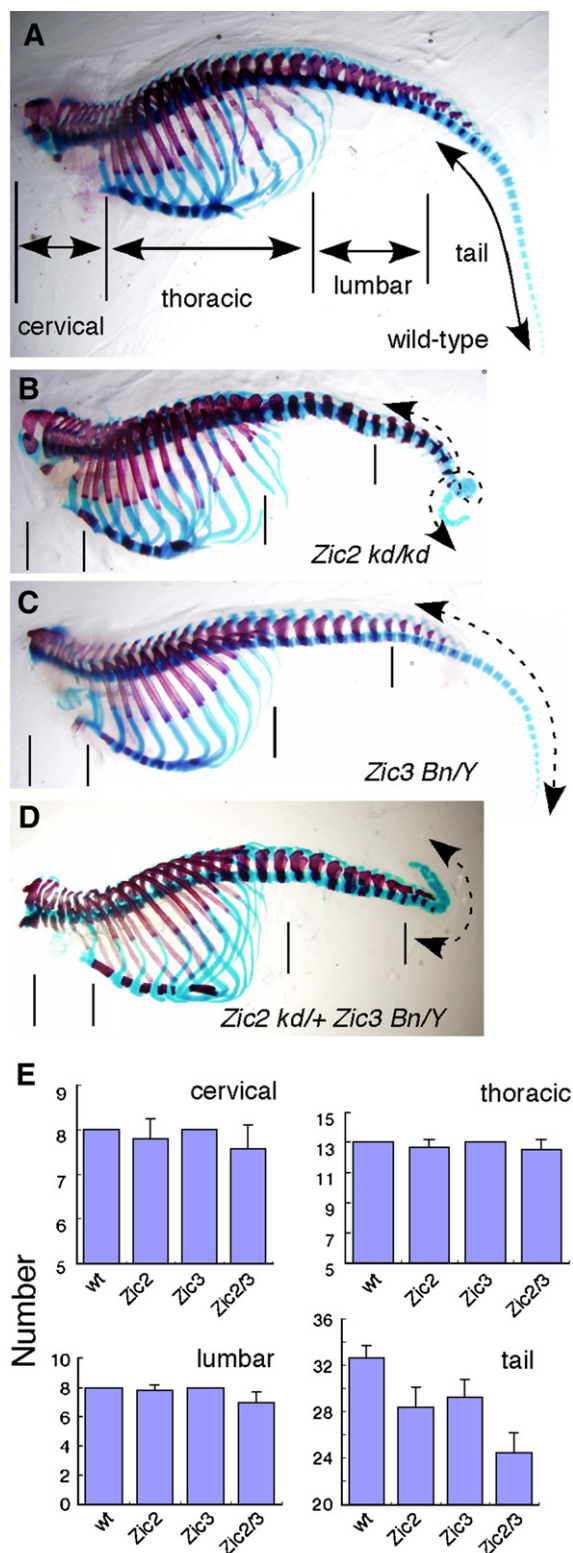 A
cervical
thoracic
lumbar
tail
wild-type
B
Zic2 kd/kd
C
Zic3 Bn/Y
D
Zic2 kd/+ Zic3 Bn/Y
E
Number
cervical
9
8
7
6
5
wt
Zic2
Zic3
Zic2/3
thoracic
15
13
11
9
7
5
wt
Zic2
Zic3
Zic2/3
lumbar
10
8
6
4
2
0
wt
Zic2
Zic3
Zic2/3
tail
36
32
28
24
20
wt
Zic2
Zic3
Zic2/3